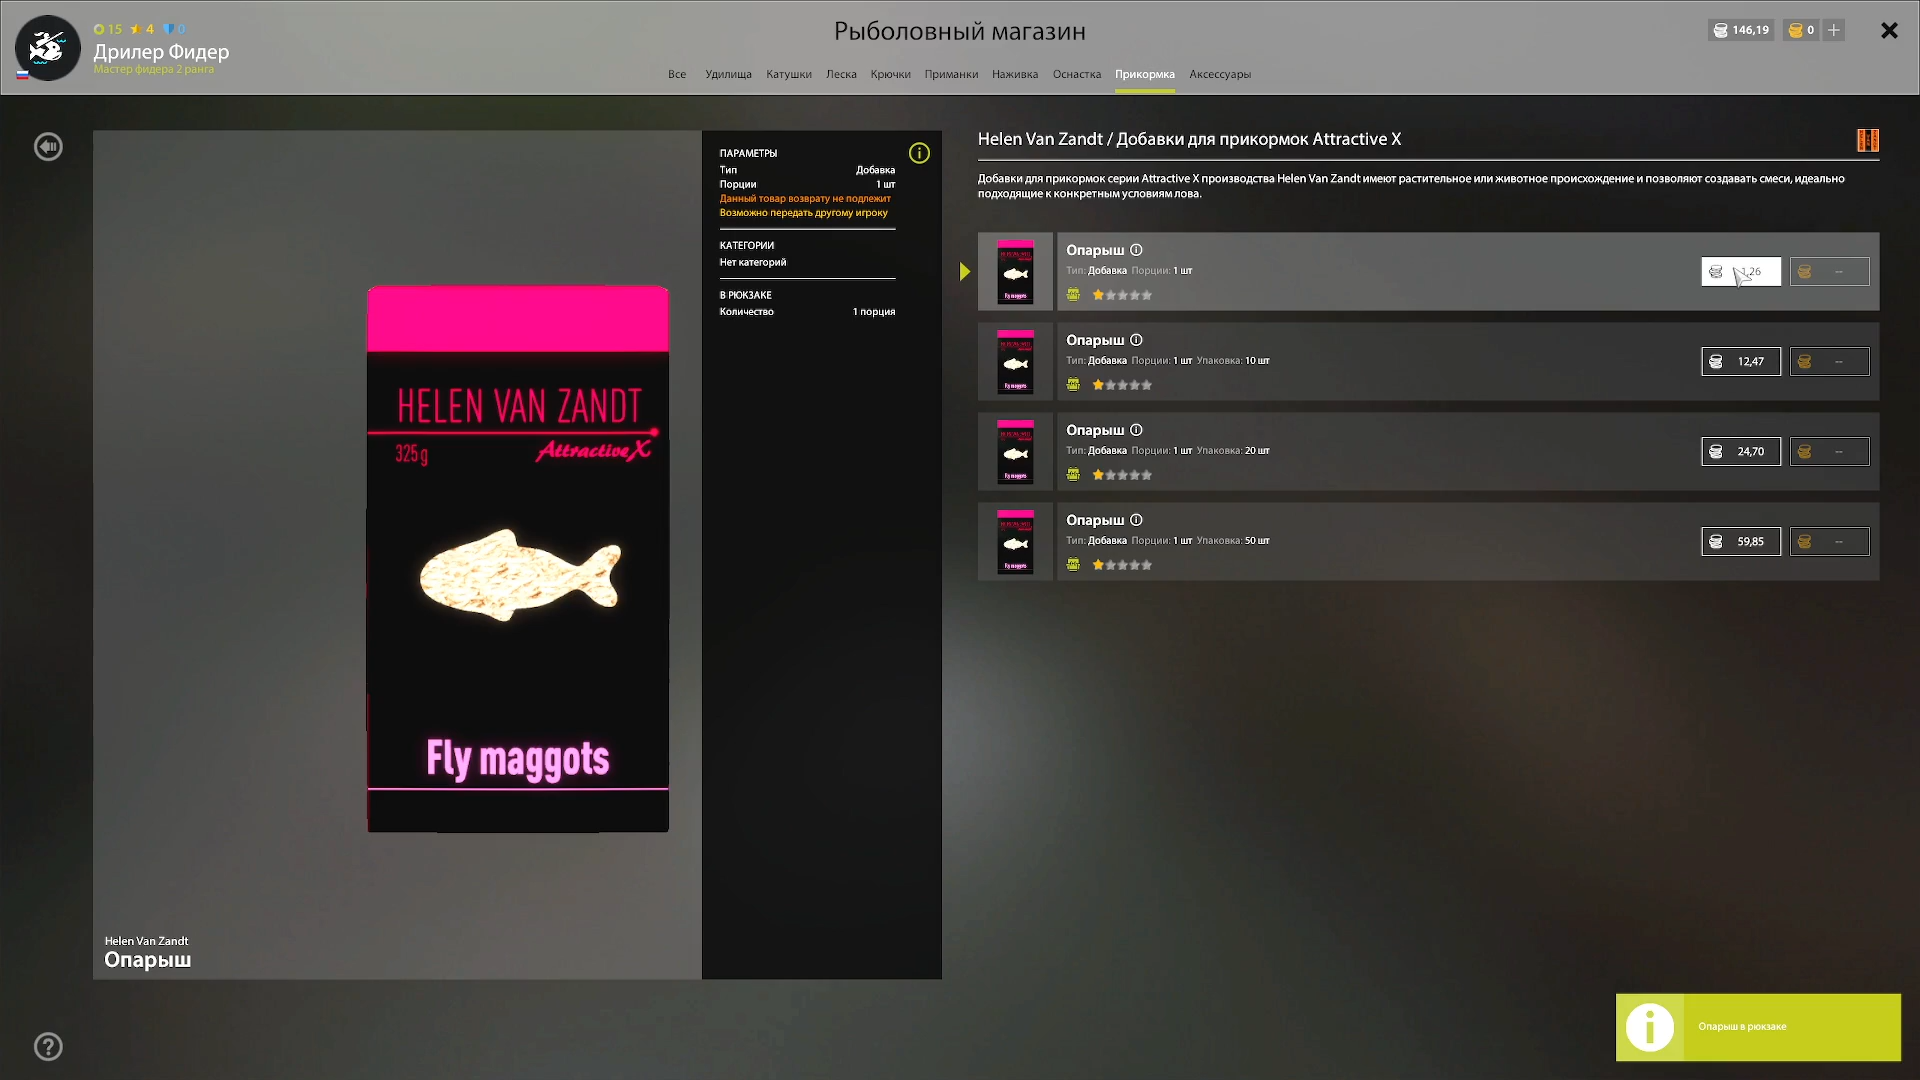 15 4 0
Дрилер Фидер
Мастер фидера 2 ранга
Рыболовный магазин
146,19 0
Все Удилища Катушки Леска Крючки Приманки Наживка Оснастка Прикормка Аксессуары
HELEN VAN ZANDT
325g AttractiveX
Fly maggots
Helen Van Zandt
Опарыш
ПАРАМЕТРЫ
Тип Добавка
Порции 1 шт
Данный товар возврату не подлежит
Возможно передать другому игроку
КАТЕГОРИИ
Нет категорий
В РЮКЗАКЕ
Количество 1 порция
Helen Van Zandt / Добавки для прикормок Attractive X
Добавки для прикормок серии Attractive X производства Helen Van Zandt имеют растительное или животное происхождение и позволяют создавать смеси, идеально
подходящие к конкретным условиям лова.
Опарыш
Тип: Добавка Порции: 1 шт
1,26 --
Опарыш
Тип: Добавка Порции: 1 шт Упаковка: 10 шт
12,47 --
Опарыш
Тип: Добавка Порции: 1 шт Упаковка: 20 шт
24,70 --
Опарыш
Тип: Добавка Порции: 1 шт Упаковка: 50 шт
59,85 --
Опарыш в рюкзаке